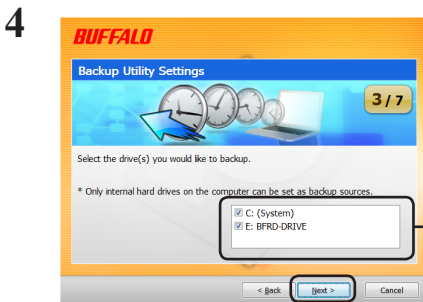 4
BUFFALO
Backup Utility Settings
3 / 7
Select the drive(s) you would like to backup.
* Only internal hard drives on the computer can be set as backup sources.
C: (System)
E: BFRD-DRIVE
< Back Next > Cancel